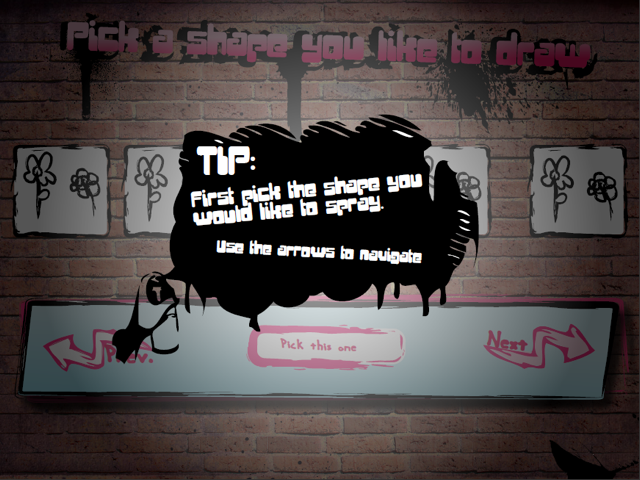 Pick a shape you like to draw
TIP:
First pick the shape you
would like to spray.
Use the arrows to navigate
Prev.
Pick this one
Next